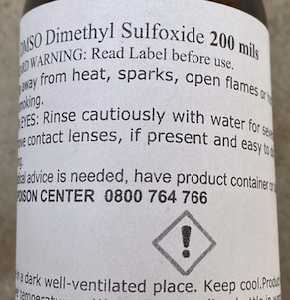 DMSO Dimethyl Sulfoxide 200 mils
WARNING: Read Label before use.
away from heat, sparks, open flames or
smoking.
EYES: Rinse cautiously with water for
contact lenses, if present and easy to
advice is needed, have product container or
POISON CENTER 0800 764 766
!
in a dark well-ventilated place. Keep cool.Product